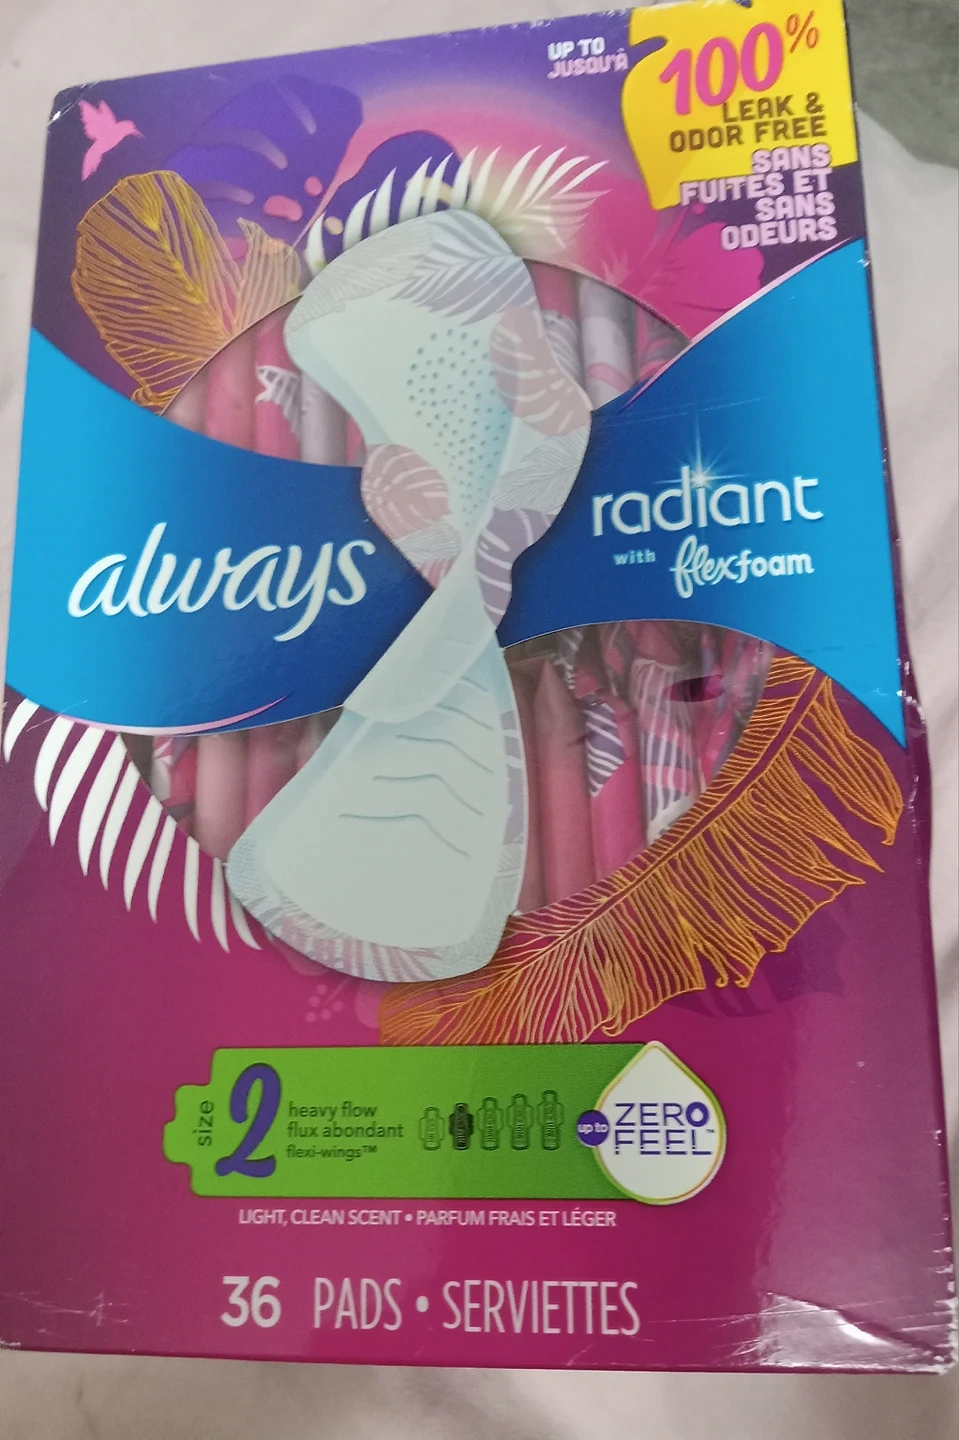 UP TO
JUSQU'À
100%
LEAK &
ODOR FREE
SANS
FUITES ET
SANS
ODEURS
always
radiant
with flexfoam
size 2
heavy flow
flux abondant
flexi-wings™
up to
ZERO
FEEL™
LIGHT, CLEAN SCENT • PARFUM FRAIS ET LÉGER
36 PADS • SERVIETTES